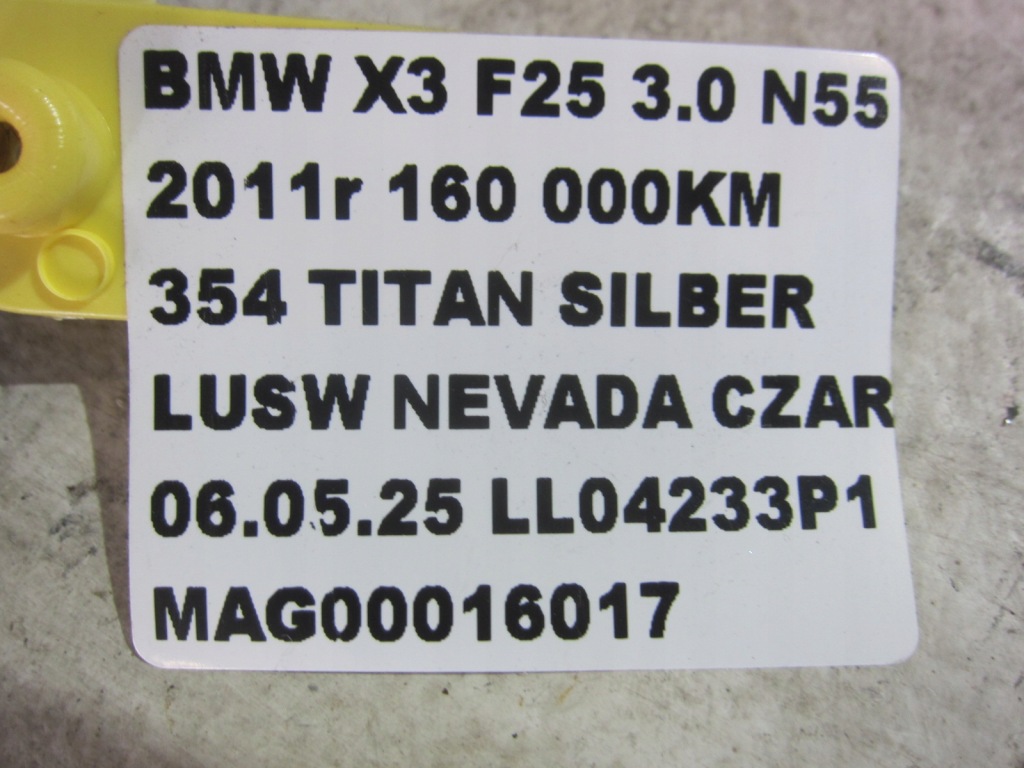 BMW X3 F25 3.0 N55
2011r 160 000KM
354 TITAN SILBER
LUSW NEVADA CZAR
06.05.25 LL04233P1
MAG00016017